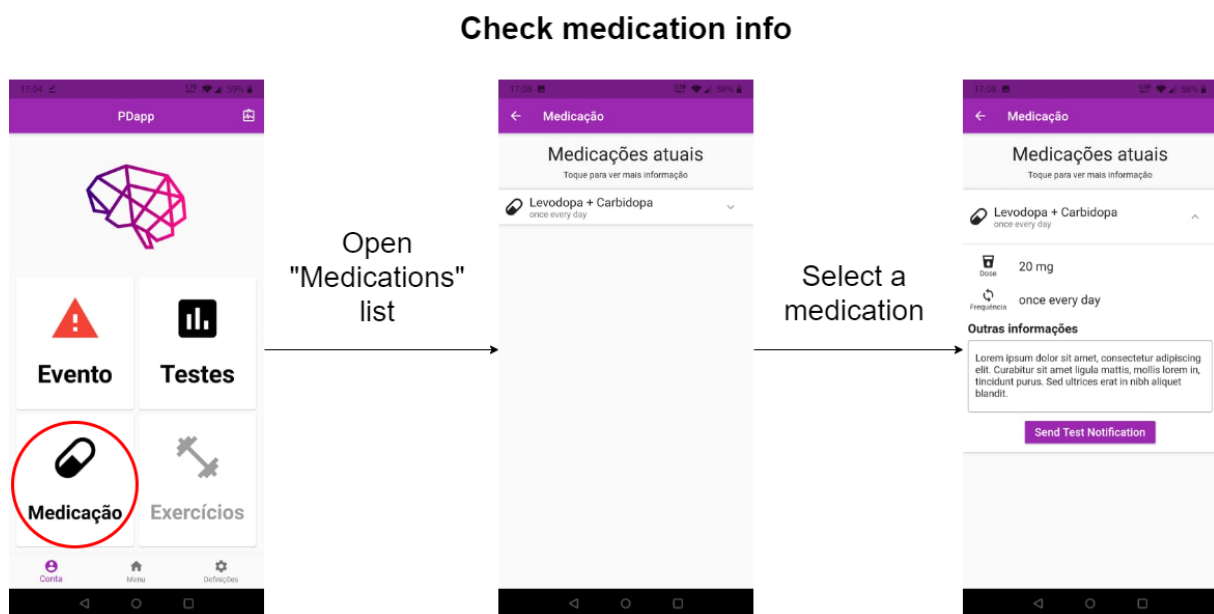 Check medication info
17:04 59%
PDapp
Evento Testes
Medicação Exercícios
Conta Menu Definições
Open
"Medications"
list
17:08 58%
Medicação
Medicações atuais
Toque para ver mais informação
Levodopa + Carbidopa
once every day
Select a
medication
17:08 58%
Medicação
Medicações atuais
Toque para ver mais informação
Levodopa + Carbidopa
once every day
Dose 20 mg
Frequência once every day
Outras informações
Lorem ipsum dolor sit amet, consectetur adipiscing
elit. Curabitur sit amet ligula mattis, mollis lorem in,
tincidunt purus. Sed ultrices erat in nibh aliquet
blandit.
Send Test Notification